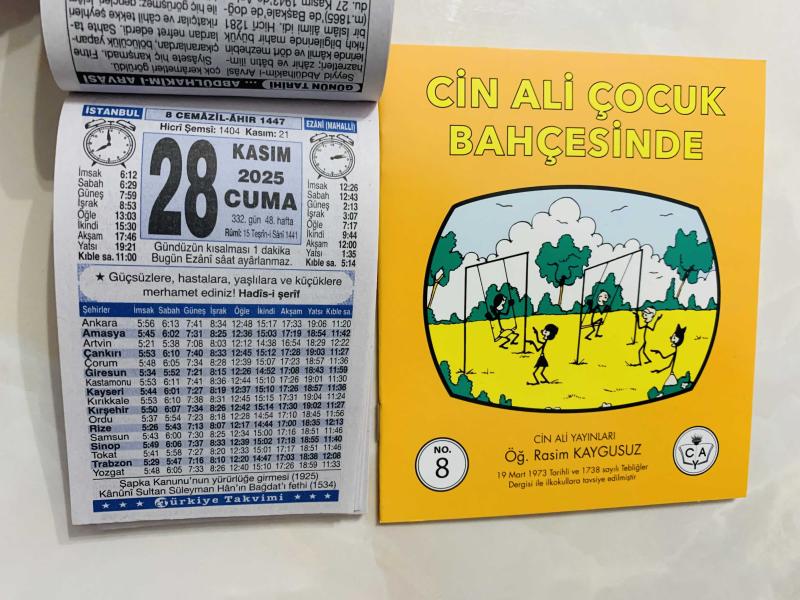 GÜNÜN TARİHİ
ABDÜLHAKÎM-İ ARVÂSÎ
İSTANBUL
8 CEMÂZİL-ÂHIR 1447
Hicrî Şemsî: 1404 Kasım: 21
EZÂNÎ (MAHALLÎ)
28
KASIM
2025
CUMA
332. gün 48. hafta
Rûmî: 15 Teşrîn-i Sânî 1441
İmsak 6:12
Sabah 6:29
Güneş 7:59
İşrak 8:53
Öğle 13:03
İkindi 15:30
Akşam 17:46
Yatsı 19:21
Kıble sa. 11:00
İmsak 12:26
Sabah 12:43
Güneş 2:13
İşrak 3:07
Öğle 7:17
İkindi 9:44
Akşam 12:00
Yatsı 1:35
Kıble sa. 5:14
Gündüzün kısalması 1 dakika
Bugün Ezânî sâat ayârlanmaz.
★ Güçsüzlere, hastalara, yaşlılara ve küçüklere
merhamet ediniz! Hadîs-i şerîf
Şehirler İmsak Sabah Güneş İşrak Öğle İkindi Akşam Yatsı Kıble sa.
Ankara 5:56 6:13 7:41 8:34 12:48 15:17 17:33 19:06 11:20
Amasya 5:45 6:02 7:31 8:25 12:36 15:03 17:19 18:54 11:42
Artvin 5:21 5:38 7:08 8:03 12:12 14:38 16:54 18:29 12:22
Çankırı 5:53 6:10 7:40 8:33 12:45 15:12 17:28 19:03 11:27
Çorum 5:48 6:05 7:34 8:28 12:39 15:07 17:23 18:57 11:36
Giresun 5:34 5:52 7:21 8:15 12:26 14:52 17:08 18:43 11:59
Kastamonu 5:53 6:11 7:41 8:36 12:44 15:10 17:26 19:01 11:30
Kayseri 5:44 6:01 7:27 8:19 12:37 15:10 17:26 18:57 11:36
Kırıkkale 5:53 6:10 7:38 8:31 12:45 15:15 17:31 19:04 11:24
Kırşehir 5:50 6:07 7:34 8:26 12:42 15:14 17:30 19:02 11:27
Ordu 5:37 5:54 7:23 8:18 12:28 14:54 17:10 18:45 11:56
Rize 5:26 5:43 7:13 8:07 12:17 14:44 17:00 18:35 12:13
Samsun 5:43 6:00 7:30 8:25 12:34 15:00 17:16 18:51 11:46
Sinop 5:49 6:06 7:37 8:33 12:39 15:02 17:18 18:55 11:40
Tokat 5:41 5:58 7:27 8:20 12:33 15:01 17:17 18:51 11:46
Trabzon 5:29 5:47 7:16 8:10 12:20 14:47 17:03 18:38 12:08
Yozgat 5:48 6:05 7:33 8:26 12:40 15:10 17:26 18:59 11:33
Şapka Kanunu'nun yürürlüğe girmesi (1925)
Kânûnî Sultan Süleyman Hân'ın Bağdat'ı fethi (1534)
Türkiye Takvimi
CİN ALİ ÇOCUK
BAHÇESİNDE
CİN ALİ YAYINLARI
Öğ. Rasim KAYGUSUZ
19 Mart 1973 Tarihli ve 1738 sayılı Tebliğler
Dergisi ile ilkokullara tavsiye edilmiştir
NO.
8
C A
Y